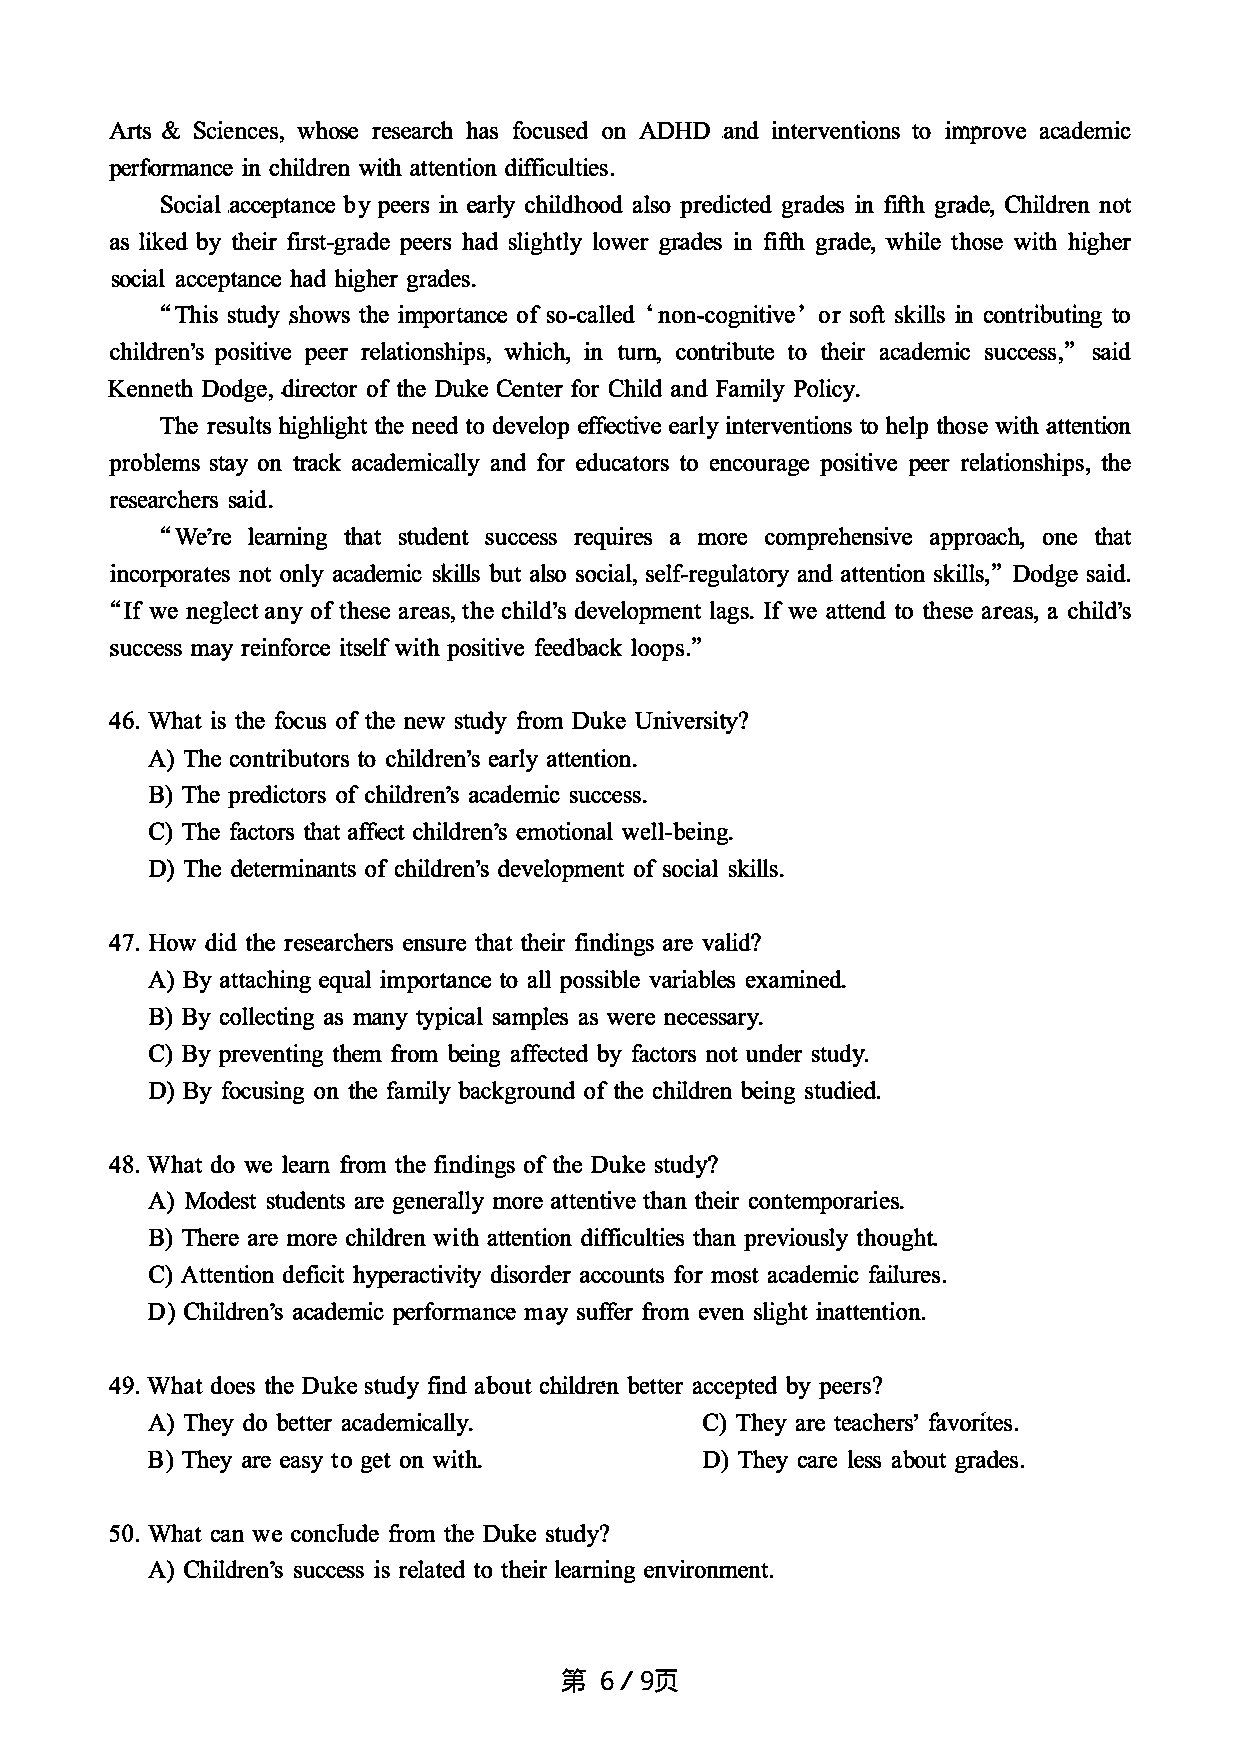 Arts & Sciences, whose research has focused on ADHD and interventions to improve academic
performance in children with attention difficulties.
Social acceptance by peers in early childhood also predicted grades in fifth grade, Children not
as liked by their first-grade peers had slightly lower grades in fifth grade, while those with higher
social acceptance had higher grades.
“This study shows the importance of so-called ‘non-cognitive’ or soft skills in contributing to
children’s positive peer relationships, which, in turn, contribute to their academic success,” said
Kenneth Dodge, director of the Duke Center for Child and Family Policy.
The results highlight the need to develop effective early interventions to help those with attention
problems stay on track academically and for educators to encourage positive peer relationships, the
researchers said.
“We’re learning that student success requires a more comprehensive approach, one that
incorporates not only academic skills but also social, self-regulatory and attention skills,” Dodge said.
“If we neglect any of these areas, the child’s development lags. If we attend to these areas, a child’s
success may reinforce itself with positive feedback loops.”
46. What is the focus of the new study from Duke University?
A) The contributors to children’s early attention.
B) The predictors of children’s academic success.
C) The factors that affect children’s emotional well-being.
D) The determinants of children’s development of social skills.
47. How did the researchers ensure that their findings are valid?
A) By attaching equal importance to all possible variables examined.
B) By collecting as many typical samples as were necessary.
C) By preventing them from being affected by factors not under study.
D) By focusing on the family background of the children being studied.
48. What do we learn from the findings of the Duke study?
A) Modest students are generally more attentive than their contemporaries.
B) There are more children with attention difficulties than previously thought.
C) Attention deficit hyperactivity disorder accounts for most academic failures.
D) Children’s academic performance may suffer from even slight inattention.
49. What does the Duke study find about children better accepted by peers?
A) They do better academically. C) They are teachers’ favorites.
B) They are easy to get on with. D) They care less about grades.
50. What can we conclude from the Duke study?
A) Children’s success is related to their learning environment.
第 6 / 9页